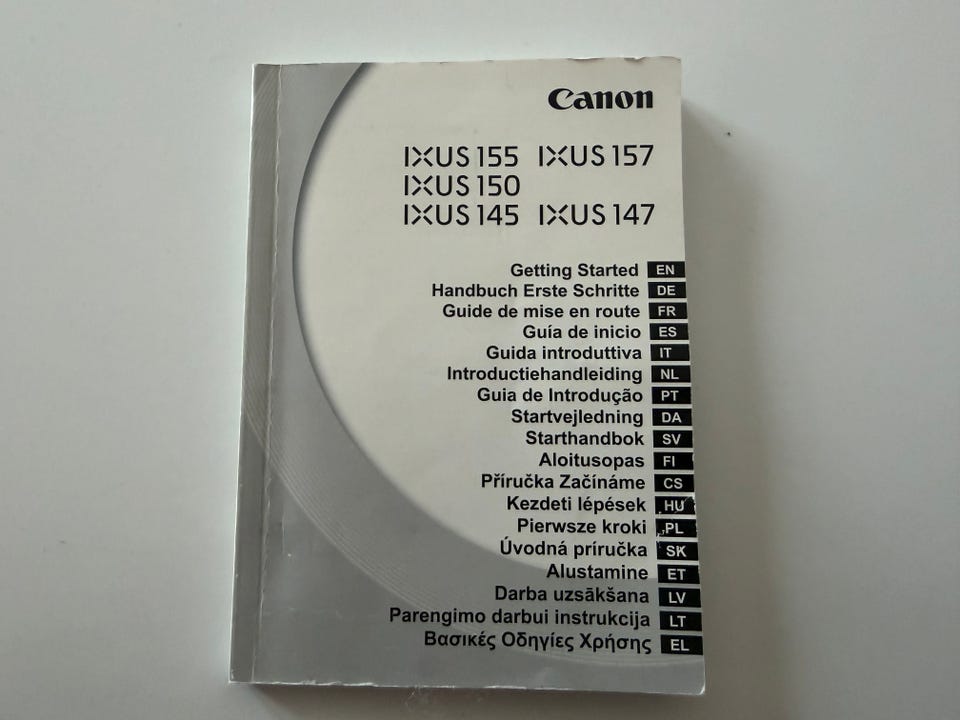 Canon
IXUS 155 IXUS 157
IXUS 150
IXUS 145 IXUS 147
Getting Started EN
Handbuch Erste Schritte DE
Guide de mise en route FR
Guía de inicio ES
Guida introduttiva IT
Introductiehandleiding NL
Guia de Introdução PT
Startvejledning DA
Starthandbok SV
Aloitusopas FI
Příručka Začínáme CS
Kezdeti lépések HU
Pierwsze kroki PL
Úvodná príručka SK
Alustamine ET
Darba uzsākšana LV
Parengimo darbui instrukcija LT
Βασικές Οδηγίες Χρήσης EL